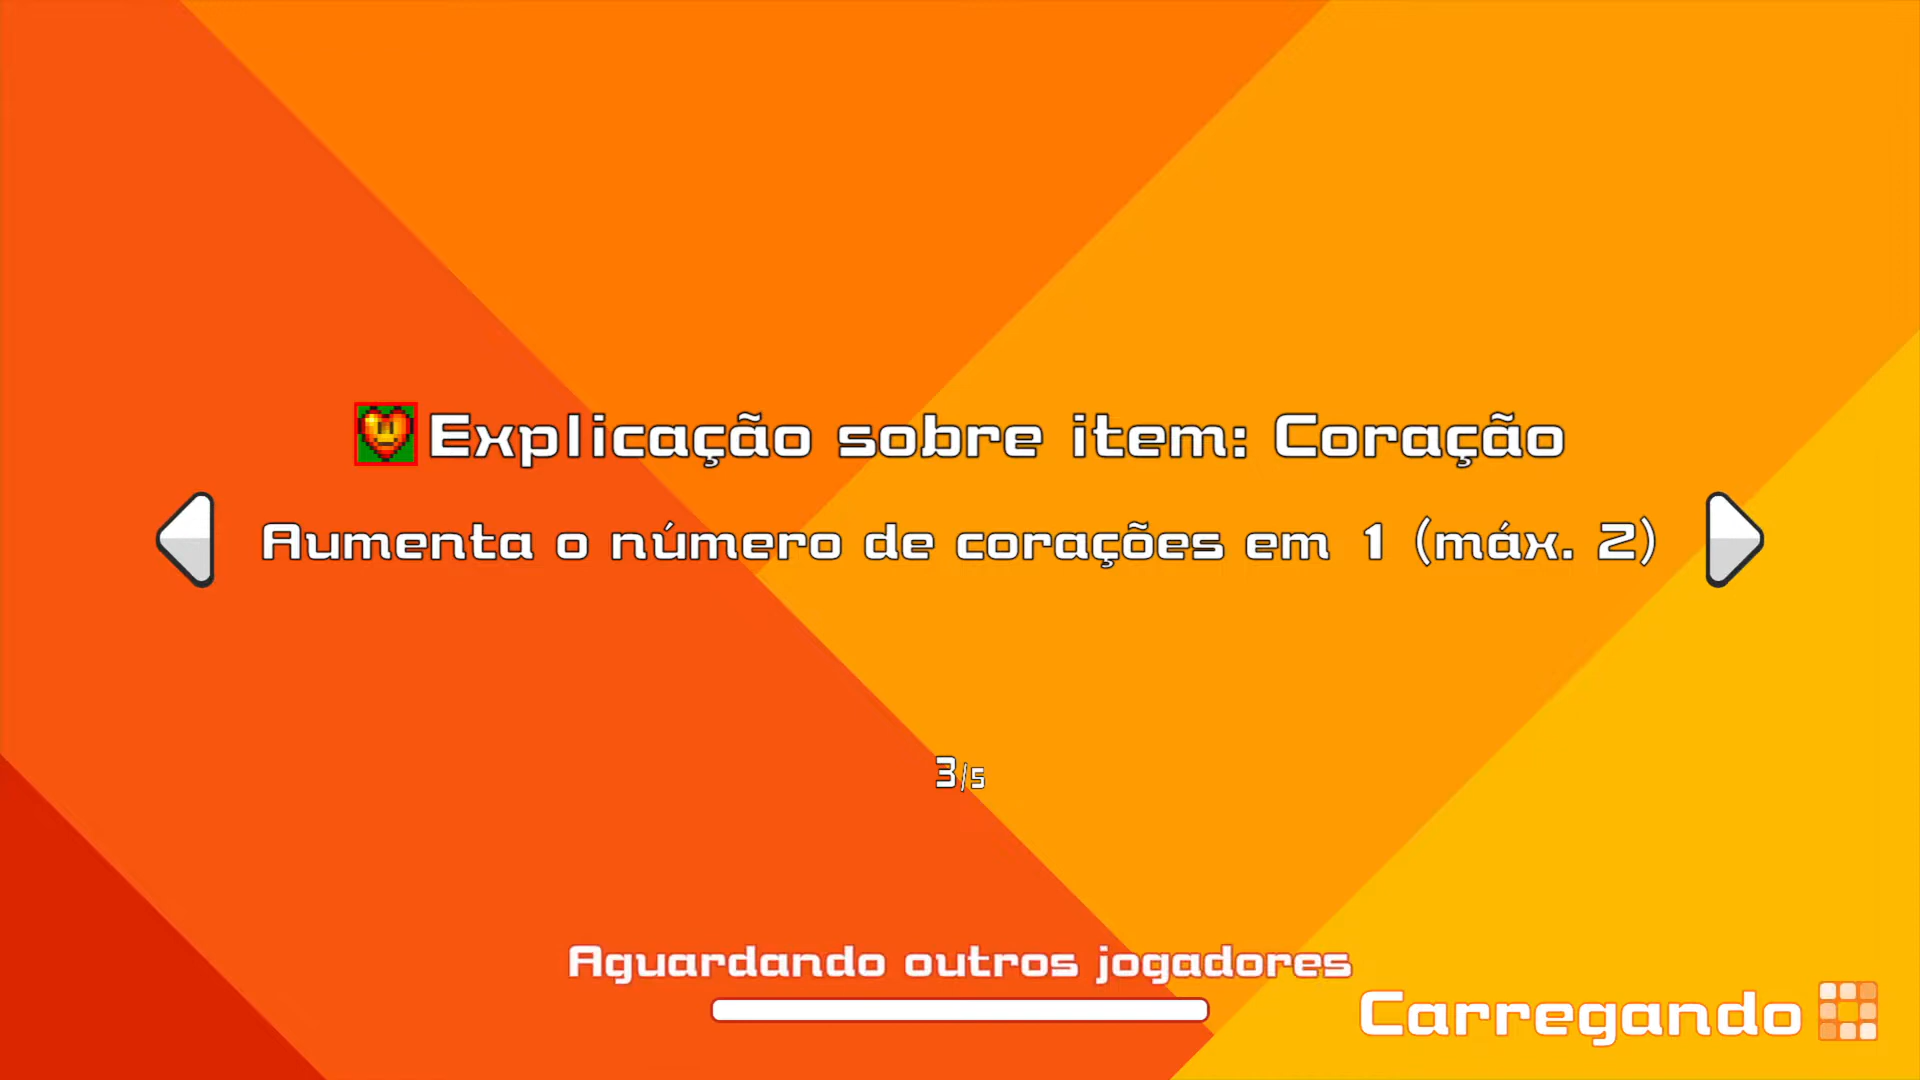 Explicação sobre item: Coração
Aumenta o número de corações em 1 (máx. 2)
3/5
Aguardando outros jogadores
Carregando